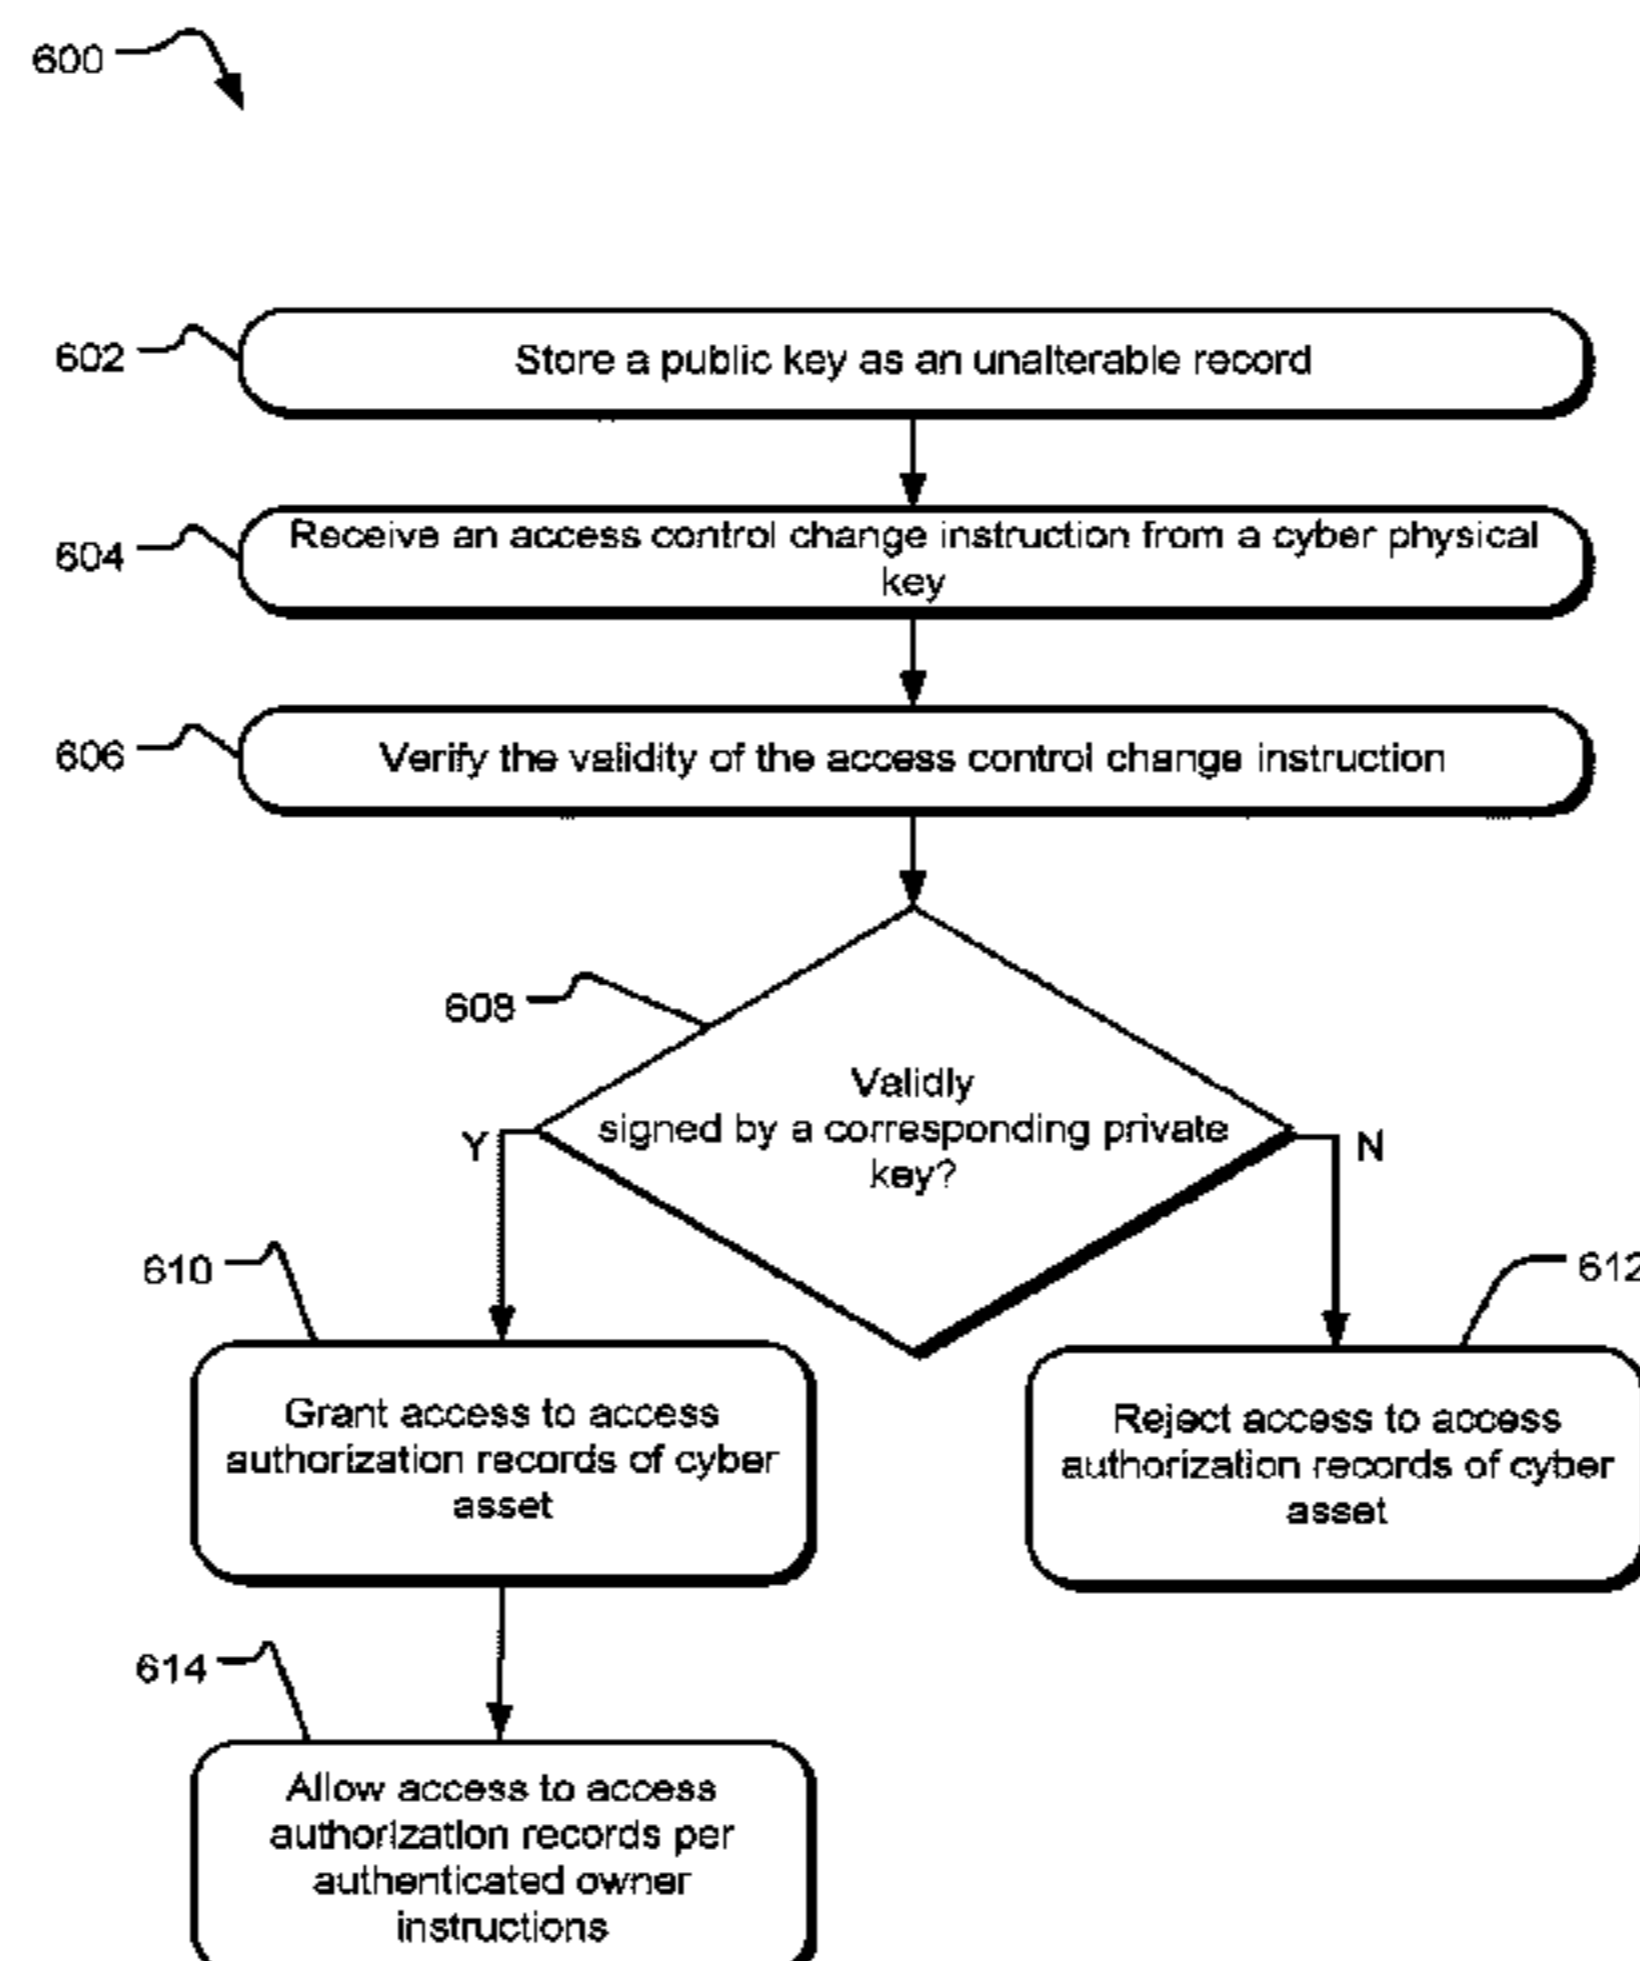 600
602
Store a public key as an unalterable record
604
Receive an access control change instruction from a cyber physical
key
606
Verify the validity of the access control change instruction
608
Validly
signed by a corresponding private
key?
Y
N
610
612
Grant access to access
authorization records of cyber
asset
Reject access to access
authorization records of cyber
asset
614
Allow access to access
authorization records per
authenticated owner
instructions